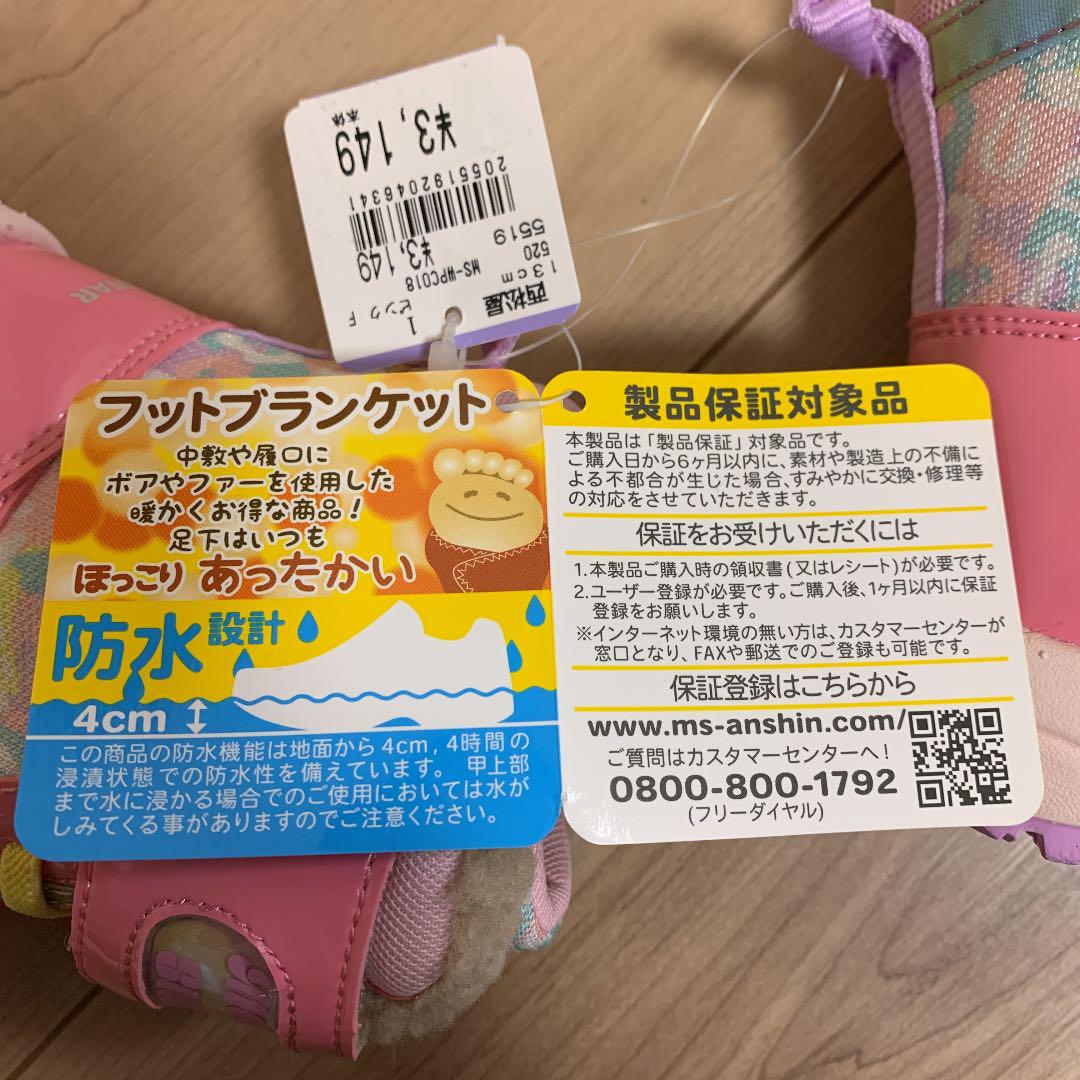 西松屋
13cm
520
5519
MS-WPC018
1
ピンク F
¥3,149
2055192046341
¥3,149
本体
フットブランケット
中敷や履口に
ボアやファーを使用した
暖かくお得な商品!
足下はいつも
ほっこり あったかい
防水設計
4cm
この商品の防水機能は地面から4cm, 4時間の
浸漬状態での防水性を備えています。 甲上部
まで水に浸かる場合でのご使用においては水が
しみてくる事がありますのでご注意ください。
製品保証対象品
本製品は「製品保証」対象品です。
ご購入日から6ヶ月以内に、素材や製造上の不備に
よる不都合が生じた場合、すみやかに交換・修理等
の対応をさせていただきます。
保証をお受けいただくには
1.本製品ご購入時の領収書(又はレシート)が必要です。
2.ユーザー登録が必要です。ご購入後、1ヶ月以内に保証
登録をお願いします。
※インターネット環境の無い方は、カスタマーセンターが
窓口となり、FAXや郵送でのご登録も可能です。
保証登録はこちらから
www.ms-anshin.com/
ご質問はカスタマーセンターへ!
0800-800-1792
(フリーダイヤル)